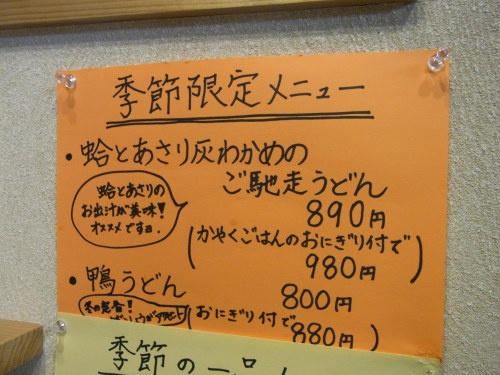 季節限定メニュー
・蛤とあさり灰わかめの
ご馳走うどん
蛤とあさりの
お出汁が美味!
オススメですヨ.
890円
(かやくごはんのおにぎり付で
980円)
・鴨うどん
800円
冬の定番!
(おにぎり付で
880円)
季節の一品